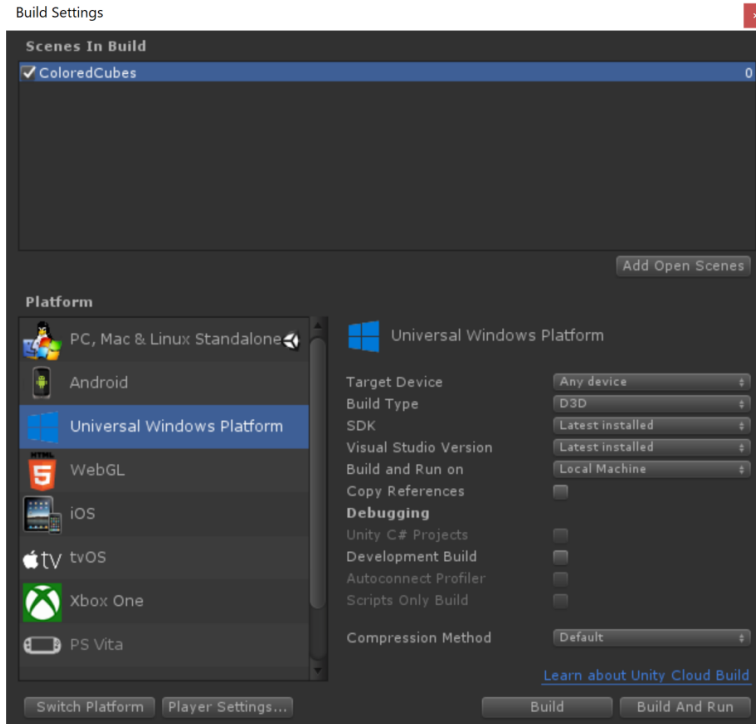 Build Settings
Scenes In Build
ColoredCubes 0
Add Open Scenes
Platform
PC, Mac & Linux Standalone
Android
Universal Windows Platform
HTML
5
WebGL
iOS
tv
tvOS
Xbox One
PS Vita
Universal Windows Platform
Target Device Any device
Build Type D3D
SDK Latest installed
Visual Studio Version Latest installed
Build and Run on Local Machine
Copy References
Debugging
Unity C# Projects
Development Build
Autoconnect Profiler
Scripts Only Build
Compression Method Default
Learn about Unity Cloud Build
Switch Platform Player Settings... Build Build And Run